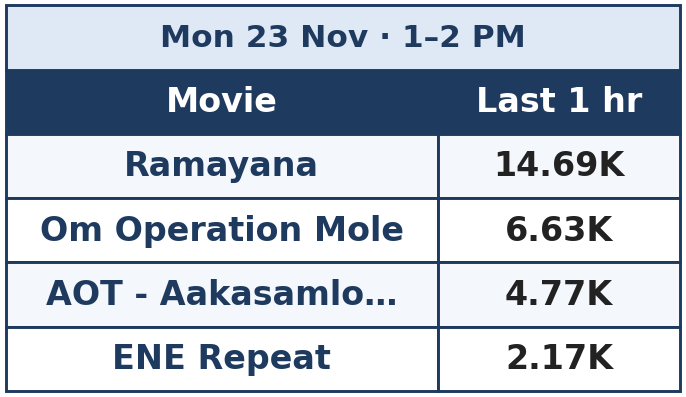 Mon 23 Nov · 1–2 PM
Movie Last 1 hr
Ramayana 14.69K
Om Operation Mole 6.63K
AOT - Aakasamlo... 4.77K
ENE Repeat 2.17K